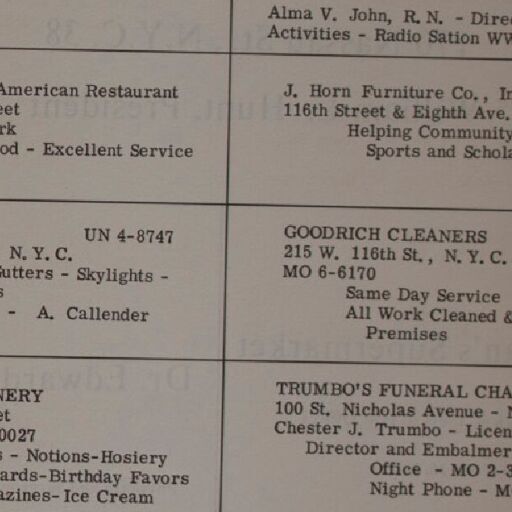 Alma V. John, R. N. - Dire
Activities - Radio Sation WW
American Restaurant
eet
rk
od - Excellent Service
J. Horn Furniture Co., In
116th Street & Eighth Ave.
Helping Community
Sports and Schola
UN 4-8747
N. Y. C.
utters - Skylights -
s
- A. Callender
GOODRICH CLEANERS
215 W. 116th St., N. Y. C.
MO 6-6170
Same Day Service
All Work Cleaned &
Premises
NERY
et
0027
s - Notions-Hosiery
ards-Birthday Favors
azines-Ice Cream
TRUMBO'S FUNERAL CHA
100 St. Nicholas Avenue - N
Chester J. Trumbo - Licen
Director and Embalmer
Office - MO 2-3
Night Phone - M